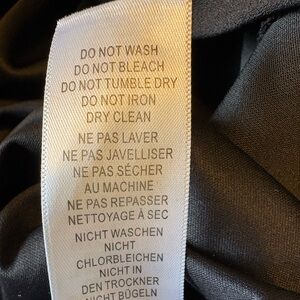 DO NOT WASH
DO NOT BLEACH
DO NOT TUMBLE DRY
DO NOT IRON
DRY CLEAN
NE PAS LAVER
NE PAS JAVELLISER
NE PAS SÉCHER
AU MACHINE
NE PAS REPASSER
NETTOYAGE À SEC
NICHT WASCHEN
NICHT
CHLORBLEICHEN
NICHT IN
DEN TROCKNER
NICHT BÜGELN